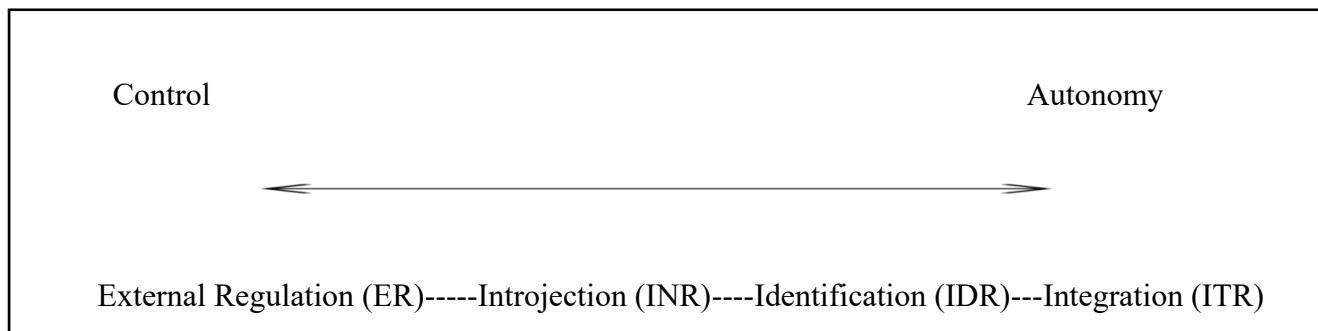 Control Autonomy
External Regulation (ER)-----Introjection (INR)----Identification (IDR)---Integration (ITR)